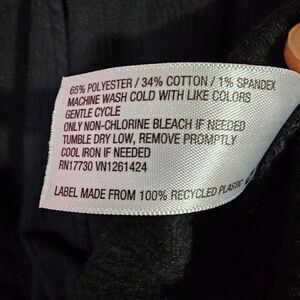 65% POLYESTER / 34% COTTON / 1% SPANDEX
MACHINE WASH COLD WITH LIKE COLORS
GENTLE CYCLE
ONLY NON-CHLORINE BLEACH IF NEEDED
TUMBLE DRY LOW, REMOVE PROMPTLY
COOL IRON IF NEEDED
RN17730 VN1261424
LABEL MADE FROM 100% RECYCLED PLASTIC